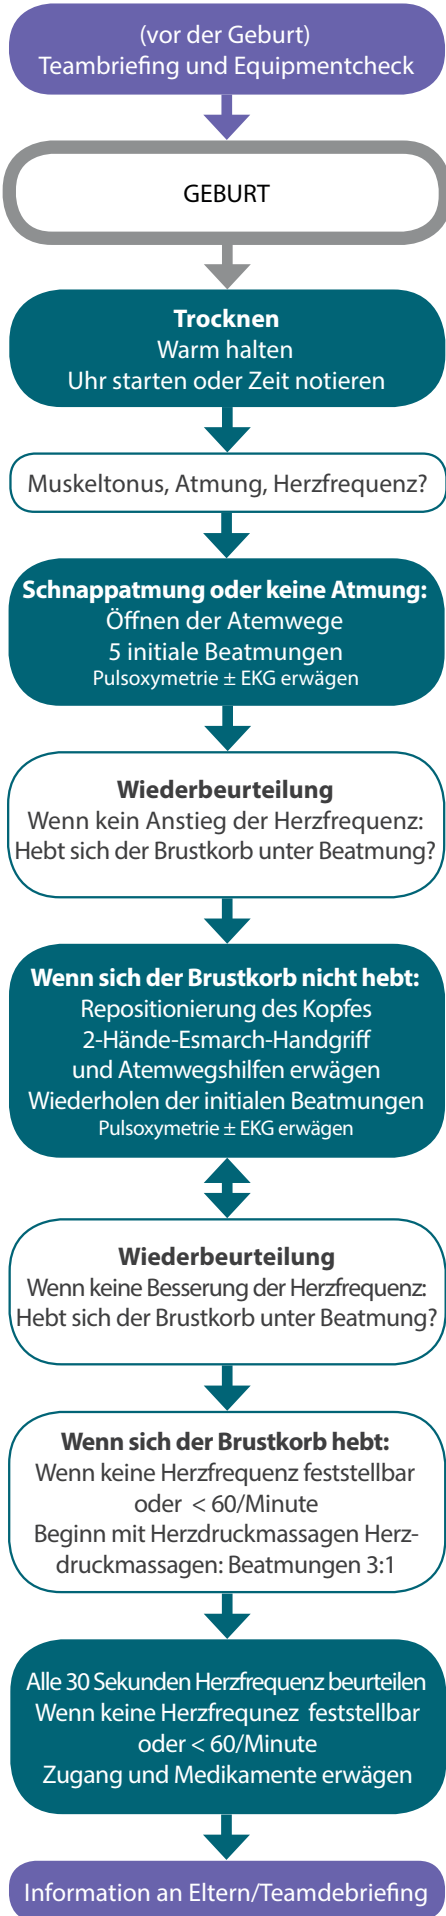 (vor der Geburt)
Teambriefing und Equipmentcheck
GEBURT
Trocknen
Warm halten
Uhr starten oder Zeit notieren
Muskeltonus, Atmung, Herzfrequenz?
Schnappatmung oder keine Atmung:
Öffnen der Atemwege
5 initiale Beatmungen
Pulsoxymetrie ± EKG erwägen
Wiederbeurteilung
Wenn kein Anstieg der Herzfrequenz:
Hebt sich der Brustkorb unter Beatmung?
Wenn sich der Brustkorb nicht hebt:
Repositionierung des Kopfes
2-Hände-Esmarch-Handgriff
und Atemwegshilfen erwägen
Wiederholen der initialen Beatmungen
Pulsoxymetrie ± EKG erwägen
Wiederbeurteilung
Wenn keine Besserung der Herzfrequenz:
Hebt sich der Brustkorb unter Beatmung?
Wenn sich der Brustkorb hebt:
Wenn keine Herzfrequenz feststellbar
oder < 60/Minute
Beginn mit Herzdruckmassagen Herz-
druckmassagen: Beatmungen 3:1
Alle 30 Sekunden Herzfrequenz beurteilen
Wenn keine Herzfrequnez feststellbar
oder < 60/Minute
Zugang und Medikamente erwägen
Information an Eltern/Teamdebriefing